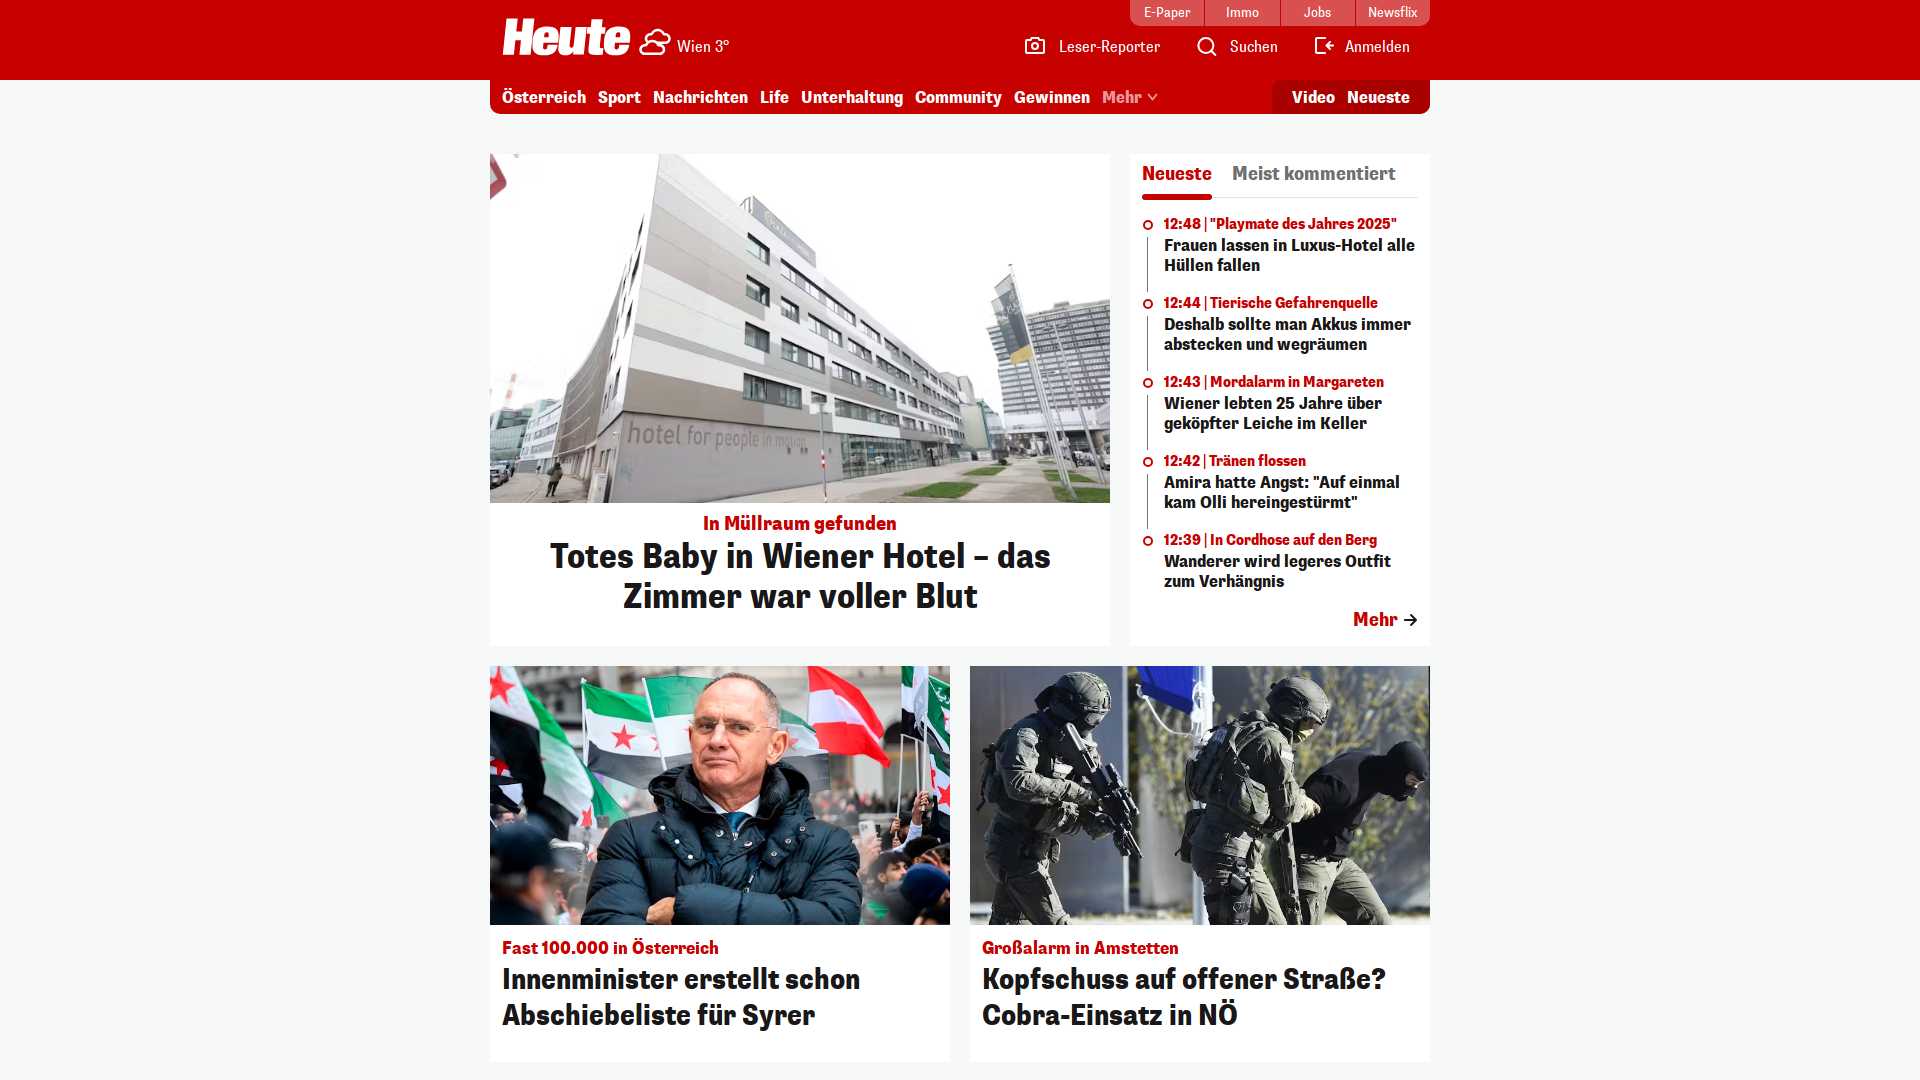 E-Paper
Immo
Jobs
Newsflix
Heute
Wien 3°
Leser-Reporter
Suchen
Anmelden
Österreich
Sport
Nachrichten
Life
Unterhaltung
Community
Gewinnen
Mehr
Video
Neueste
hotel for people in motion
In Müllraum gefunden
Totes Baby in Wiener Hotel – das
Zimmer war voller Blut
Neueste
Meist kommentiert
12:48 | "Playmate des Jahres 2025"
Frauen lassen in Luxus-Hotel alle
Hüllen fallen
12:44 | Tierische Gefahrenquelle
Deshalb sollte man Akkus immer
abstecken und wegräumen
12:43 | Mordalarm in Margareten
Wiener lebten 25 Jahre über
geköpfter Leiche im Keller
12:42 | Tränen flossen
Amira hatte Angst: "Auf einmal
kam Olli hereingestürmt"
12:39 | In Cordhose auf den Berg
Wanderer wird legeres Outfit
zum Verhängnis
Mehr
Fast 100.000 in Österreich
Innenminister erstellt schon
Abschiebeliste für Syrer
Großalarm in Amstetten
Kopfschuss auf offener Straße?
Cobra-Einsatz in NÖ